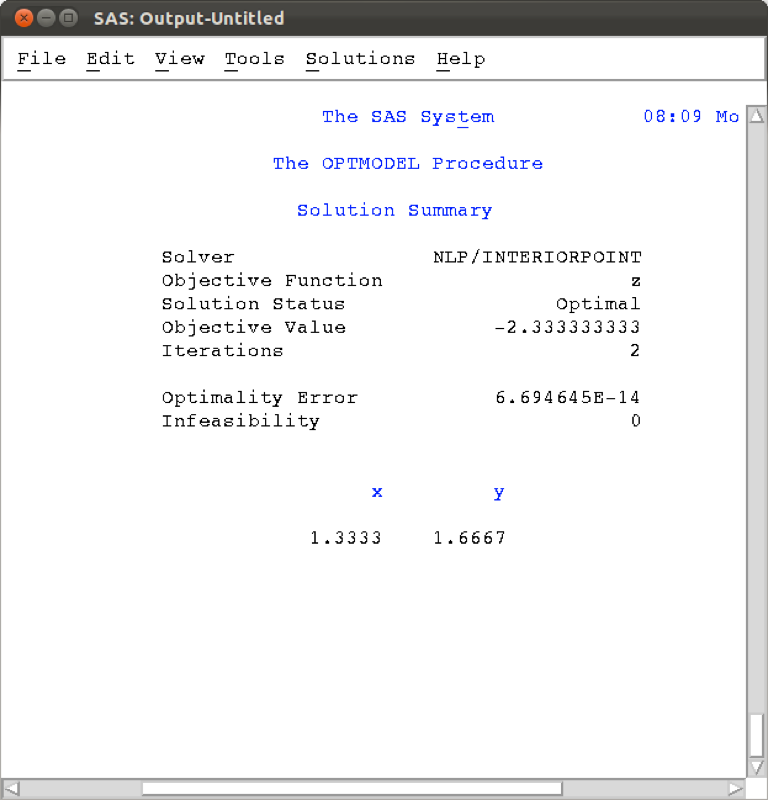 SAS: Output-Untitled
File Edit View Tools Solutions Help
The SAS System 08:09 Mo
The OPTMODEL Procedure
Solution Summary
Solver NLP/INTERIORPOINT
Objective Function z
Solution Status Optimal
Objective Value -2.333333333
Iterations 2
Optimality Error 6.694645E-14
Infeasibility 0
x y
1.3333 1.6667